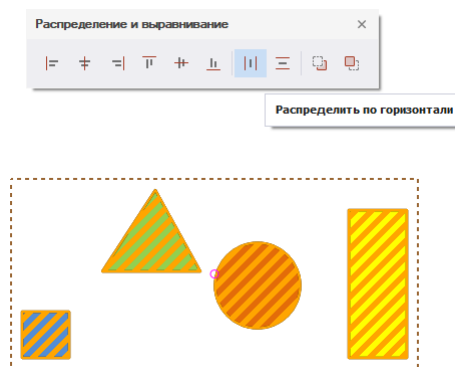 Распределение и выравнивание
Распределить по горизонтали